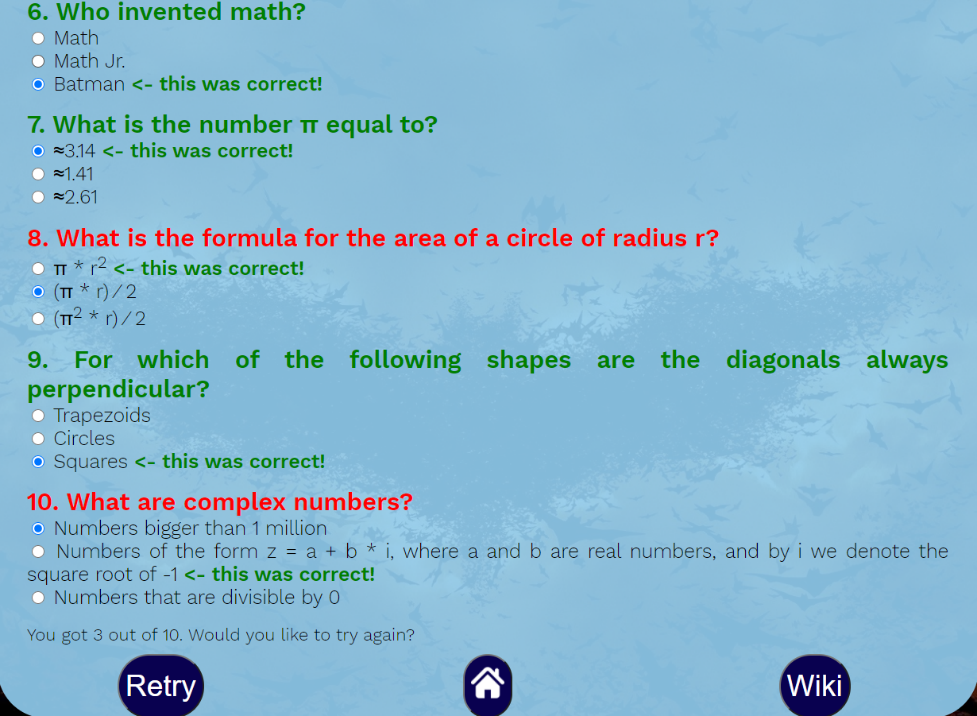 6. Who invented math?
Math
Math Jr.
Batman <- this was correct!
7. What is the number π equal to?
≈3.14 <- this was correct!
≈1.41
≈2.61
8. What is the formula for the area of a circle of radius r?
π * r² <- this was correct!
(π * r)/2
(π² * r)/2
9. For which of the following shapes are the diagonals always
perpendicular?
Trapezoids
Circles
Squares <- this was correct!
10. What are complex numbers?
Numbers bigger than 1 million
Numbers of the form z = a + b * i, where a and b are real numbers, and by i we denote the
square root of -1 <- this was correct!
Numbers that are divisible by 0
You got 3 out of 10. Would you like to try again?
Retry
Wiki